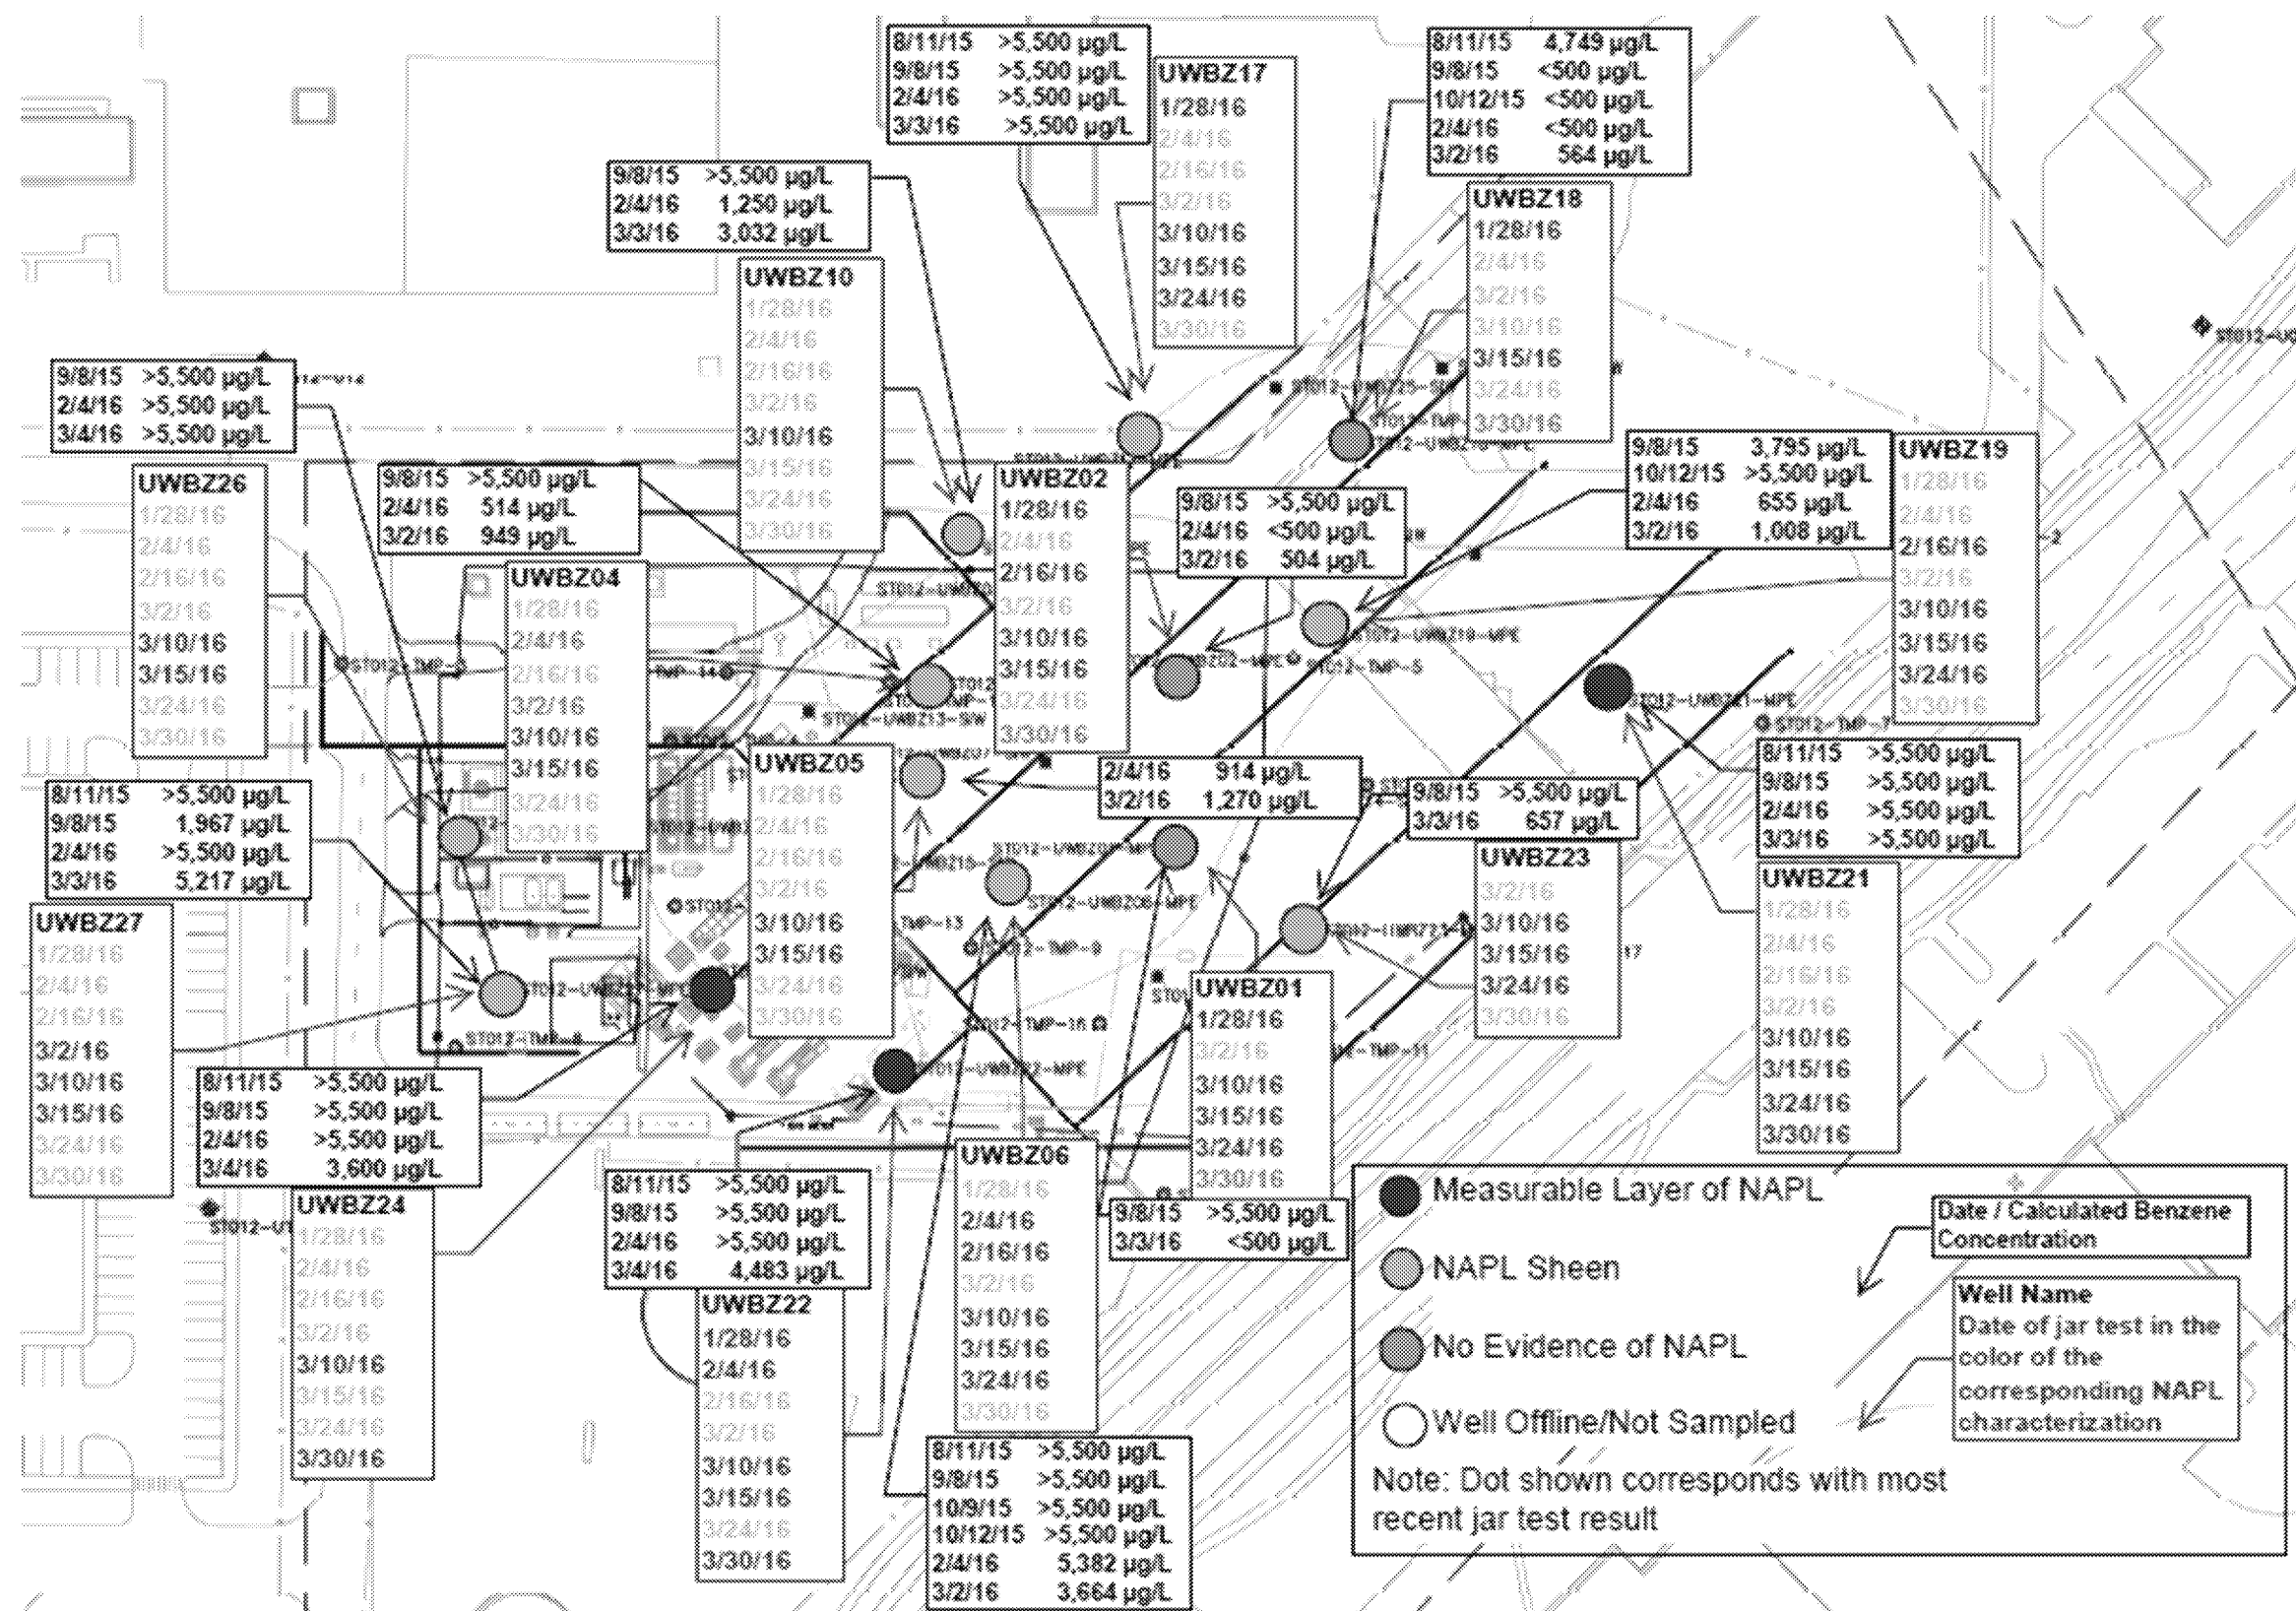 8/11/15 >5,500 µg/L
9/8/15 >5,500 µg/L
2/4/16 >5,500 µg/L
3/3/16 >5,500 µg/L
UWBZ17
1/28/16
2/4/16
2/16/16
3/2/16
3/10/16
3/15/16
3/24/16
3/30/16
8/11/15 4,749 µg/L
9/8/15 <500 µg/L
10/12/15 <500 µg/L
2/4/16 <500 µg/L
3/2/16 564 µg/L
UWBZ18
1/28/16
2/4/16
3/2/16
3/10/16
3/15/16
3/24/16
3/30/16
9/8/15 >5,500 µg/L
2/4/16 1,250 µg/L
3/3/16 3,032 µg/L
UWBZ10
1/28/16
2/4/16
2/16/16
3/2/16
3/10/16
3/15/16
3/24/16
3/30/16
9/8/15 >5,500 µg/L
2/4/16 >5,500 µg/L
3/4/16 >5,500 µg/L
UWBZ26
1/28/16
2/4/16
2/16/16
3/2/16
3/10/16
3/15/16
3/24/16
3/30/16
9/8/15 >5,500 µg/L
2/4/16 514 µg/L
3/2/16 949 µg/L
UWBZ04
1/28/16
2/4/16
2/16/16
3/2/16
3/10/16
3/15/16
3/24/16
3/30/16
UWBZ02
1/28/16
2/4/16
2/16/16
3/2/16
3/10/16
3/15/16
3/24/16
3/30/16
9/8/15 >5,500 µg/L
2/4/16 <500 µg/L
3/2/16 504 µg/L
9/8/15 3,795 µg/L
10/12/15 >5,500 µg/L
2/4/16 655 µg/L
3/2/16 1,008 µg/L
UWBZ19
1/28/16
2/4/16
2/16/16
3/2/16
3/10/16
3/15/16
3/24/16
3/30/16
ST012-UWBZ19-MPE
ST012-TMP-5
ST012-UWBZ21-MPE
ST012-TMP-7
ST012-UWBZ13-SIW
UWBZ05
1/28/16
2/4/16
2/16/16
3/2/16
3/10/16
3/15/16
3/24/16
3/30/16
2/4/16 914 µg/L
3/2/16 1,270 µg/L
9/8/15 >5,500 µg/L
3/3/16 657 µg/L
UWBZ23
3/2/16
3/10/16
3/15/16
3/24/16
3/30/16
8/11/15 >5,500 µg/L
9/8/15 >5,500 µg/L
2/4/16 >5,500 µg/L
3/3/16 >5,500 µg/L
UWBZ21
1/28/16
2/4/16
2/16/16
3/2/16
3/10/16
3/15/16
3/24/16
3/30/16
8/11/15 >5,500 µg/L
9/8/15 1,967 µg/L
2/4/16 >5,500 µg/L
3/3/16 5,217 µg/L
UWBZ27
1/28/16
2/4/16
2/16/16
3/2/16
3/10/16
3/15/16
3/24/16
3/30/16
ST012-UWBZ06-MPE
TMP-13
ST012-TMP-9
UWBZ01
1/28/16
3/2/16
3/10/16
3/15/16
3/24/16
3/30/16
9/8/15 >5,500 µg/L
3/3/16 <500 µg/L
8/11/15 >5,500 µg/L
9/8/15 >5,500 µg/L
2/4/16 >5,500 µg/L
3/4/16 3,600 µg/L
UWBZ24
1/28/16
2/4/16
2/16/16
3/2/16
3/10/16
3/15/16
3/24/16
3/30/16
ST012-UWBZ22-MPE
8/11/15 >5,500 µg/L
9/8/15 >5,500 µg/L
2/4/16 >5,500 µg/L
3/4/16 4,483 µg/L
UWBZ22
1/28/16
2/4/16
2/16/16
3/2/16
3/10/16
3/15/16
3/24/16
3/30/16
UWBZ06
1/28/16
2/4/16
2/16/16
3/2/16
3/10/16
3/15/16
3/24/16
3/30/16
8/11/15 >5,500 µg/L
9/8/15 >5,500 µg/L
10/9/15 >5,500 µg/L
10/12/15 >5,500 µg/L
2/4/16 5,382 µg/L
3/2/16 3,664 µg/L
Measurable Layer of NAPL
NAPL Sheen
No Evidence of NAPL
Well Offline/Not Sampled
Note: Dot shown corresponds with most
recent jar test result
Date / Calculated Benzene
Concentration
Well Name
Date of jar test in the
color of the
corresponding NAPL
characterization